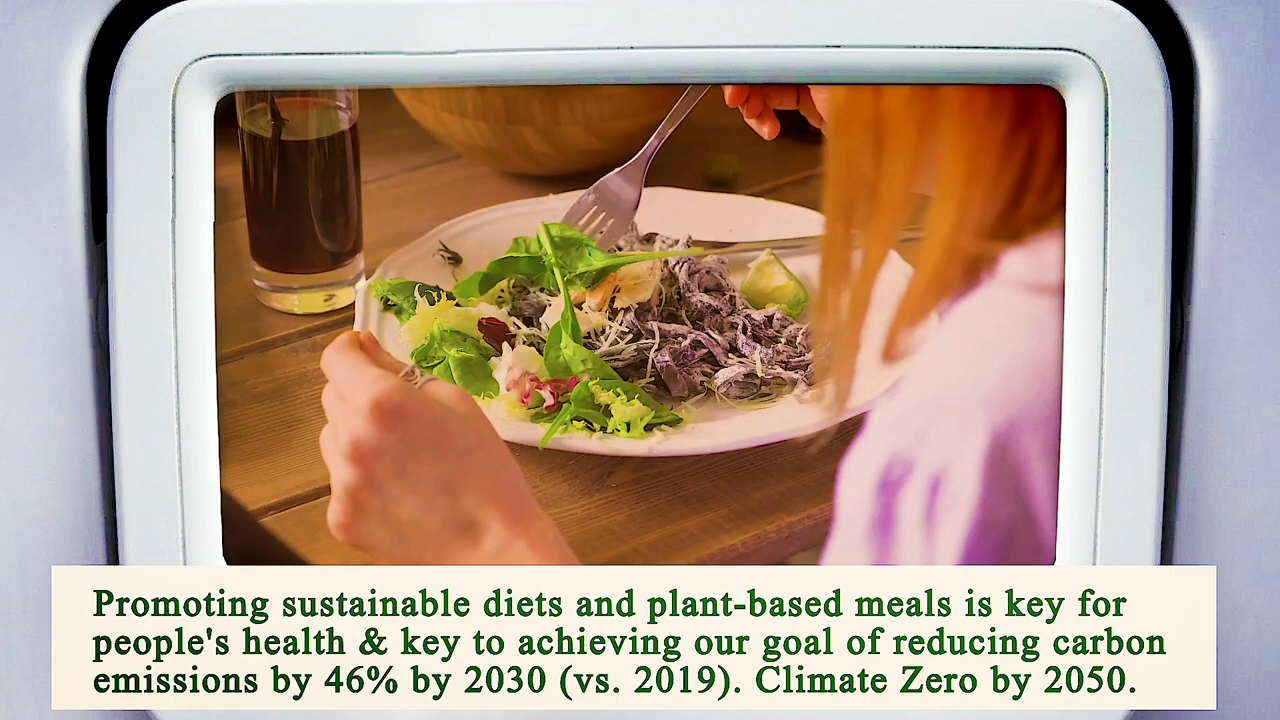 Promoting sustainable diets and plant-based meals is key for
people's health & key to achieving our goal of reducing carbon
emissions by 46% by 2030 (vs. 2019). Climate Zero by 2050.